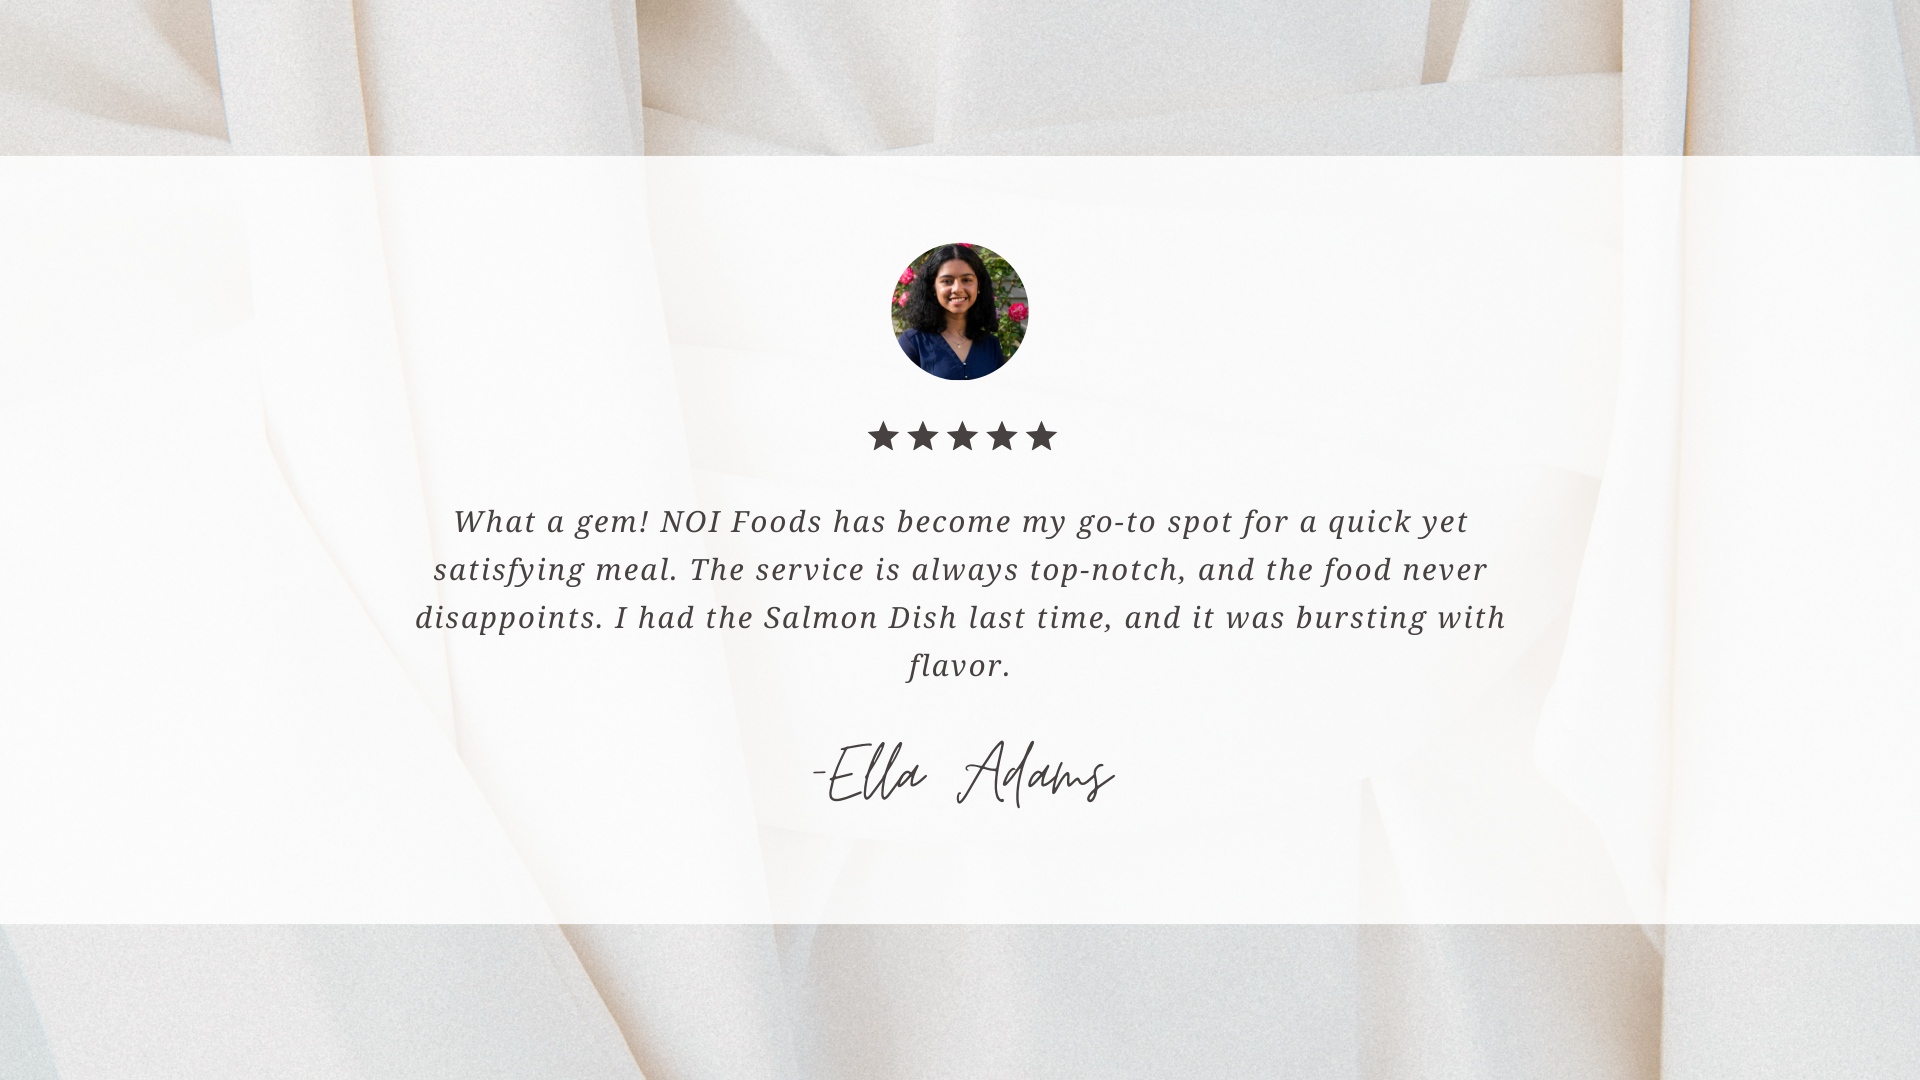 What a gem! NOI Foods has become my go-to spot for a quick yet
satisfying meal. The service is always top-notch, and the food never
disappoints. I had the Salmon Dish last time, and it was bursting with
flavor.
-Ella Adams